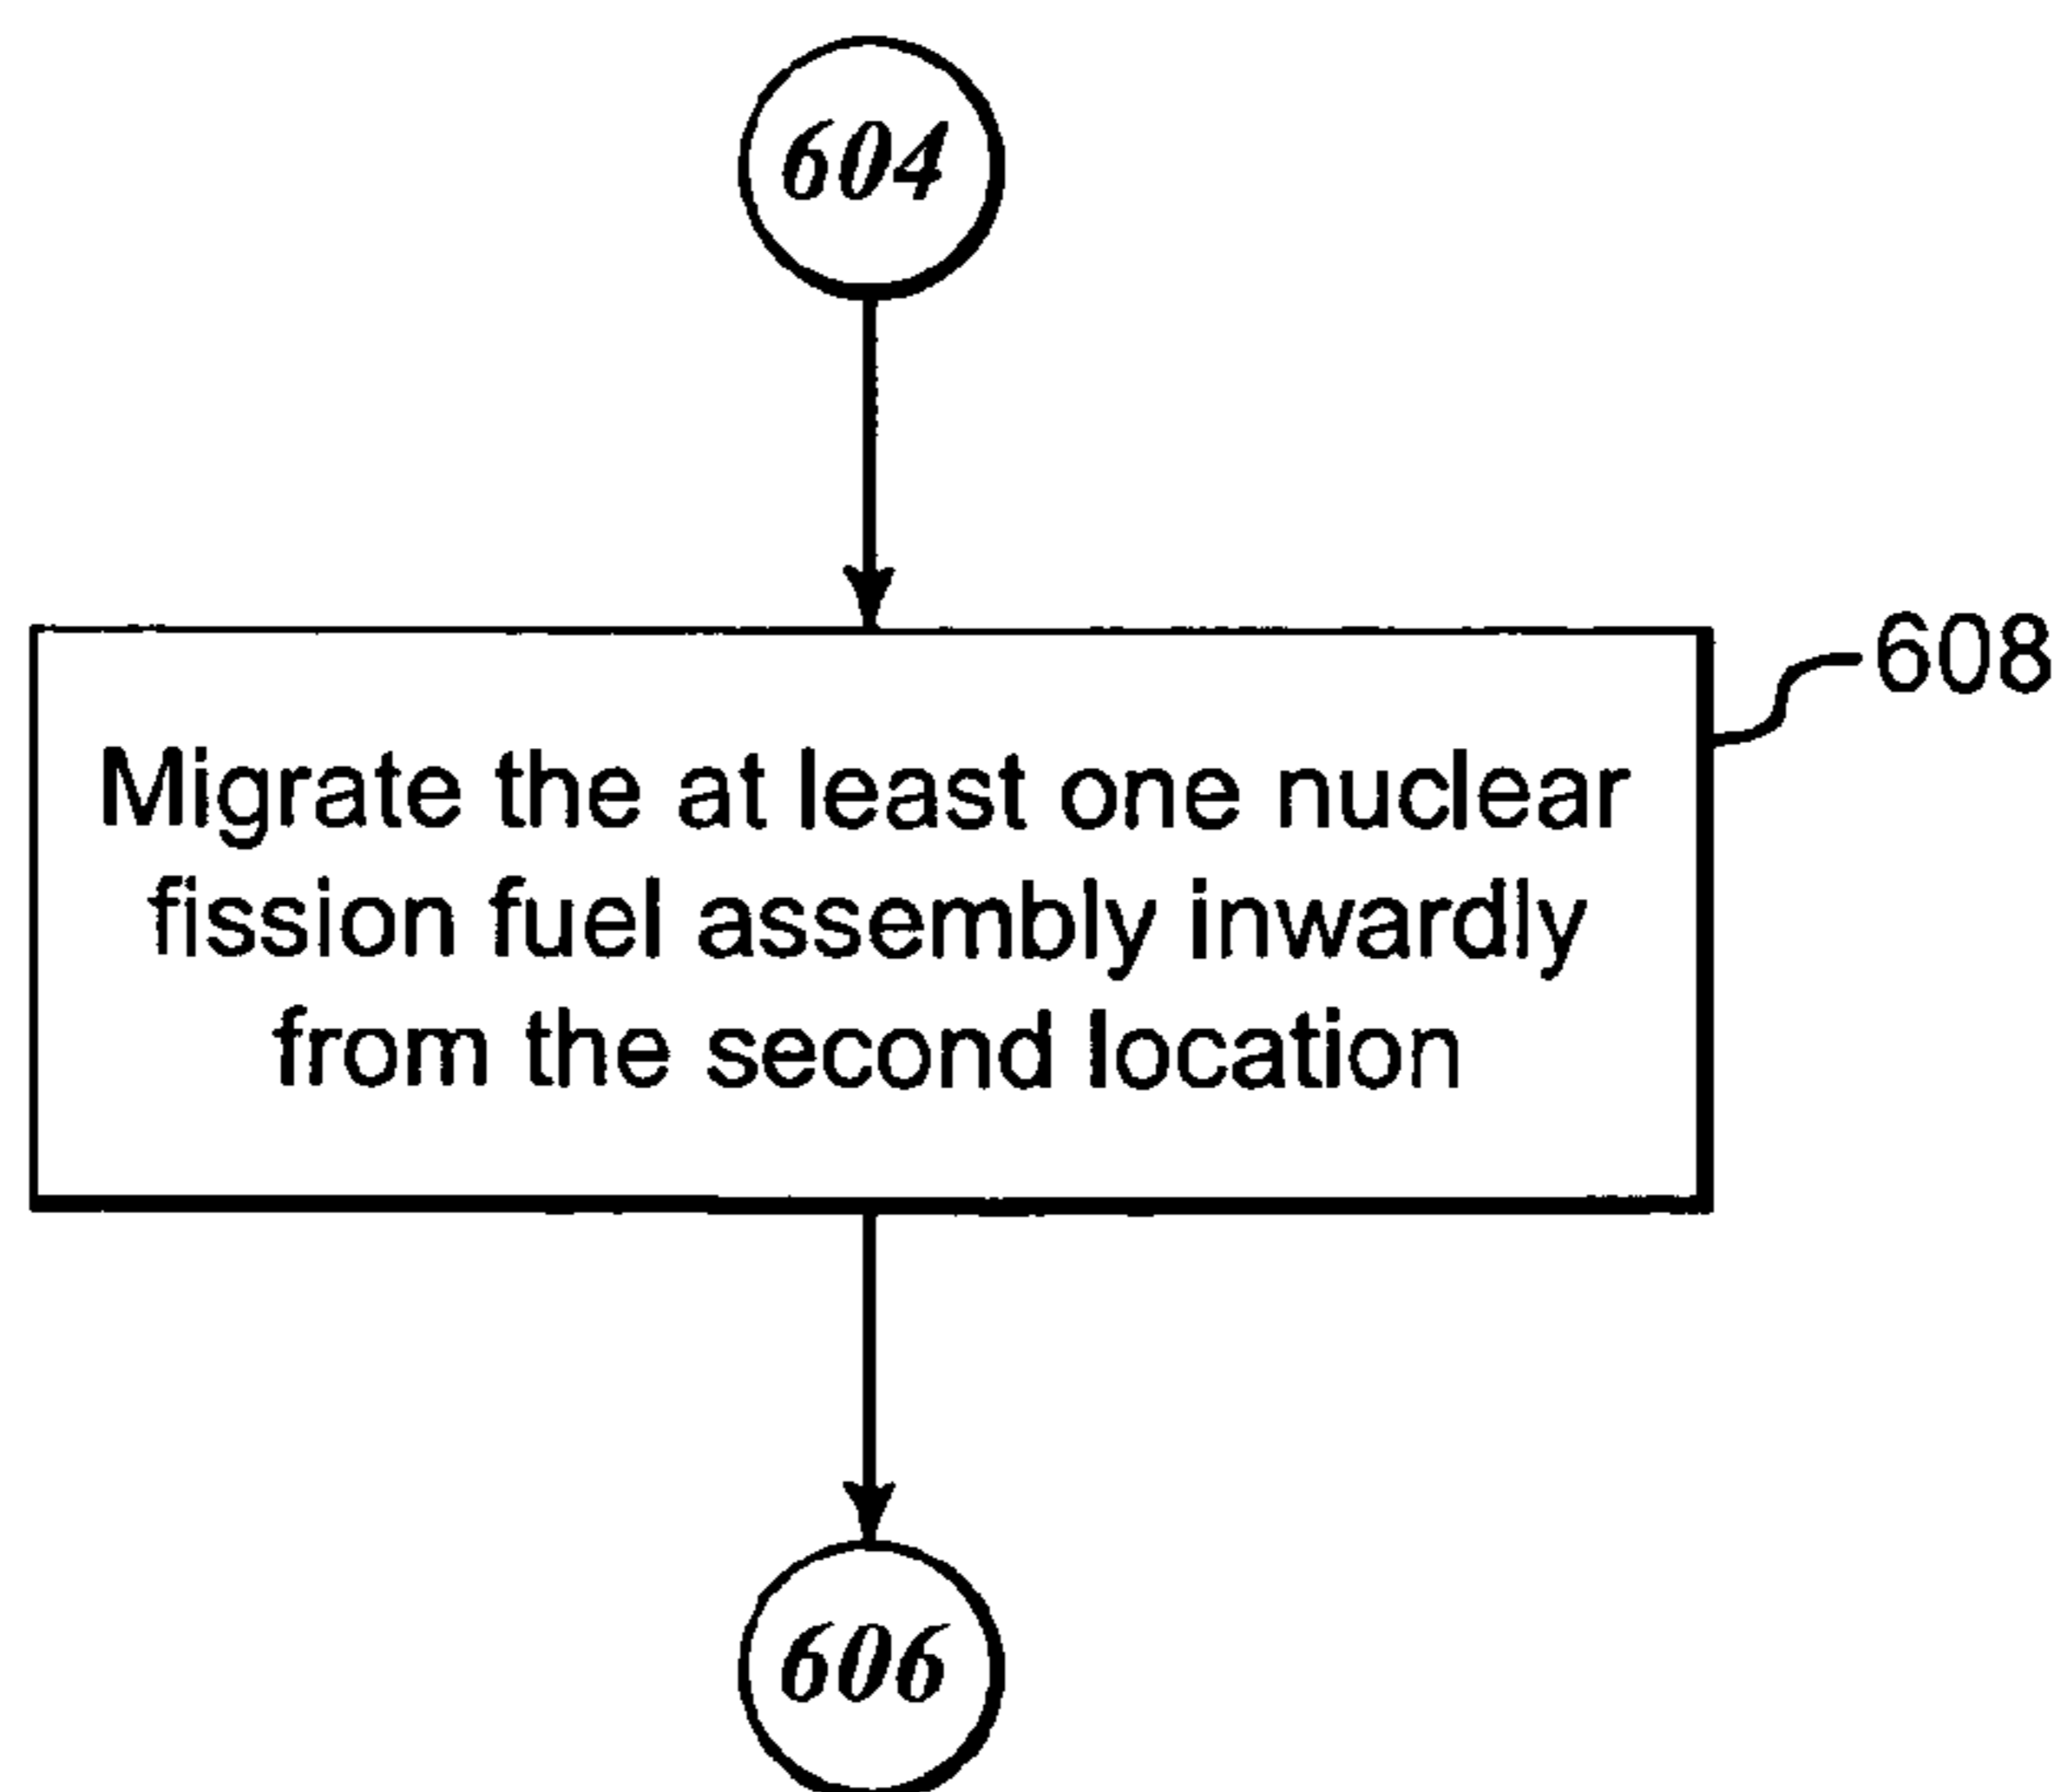 604
608
Migrate the at least one nuclear
fission fuel assembly inwardly
from the second location
606